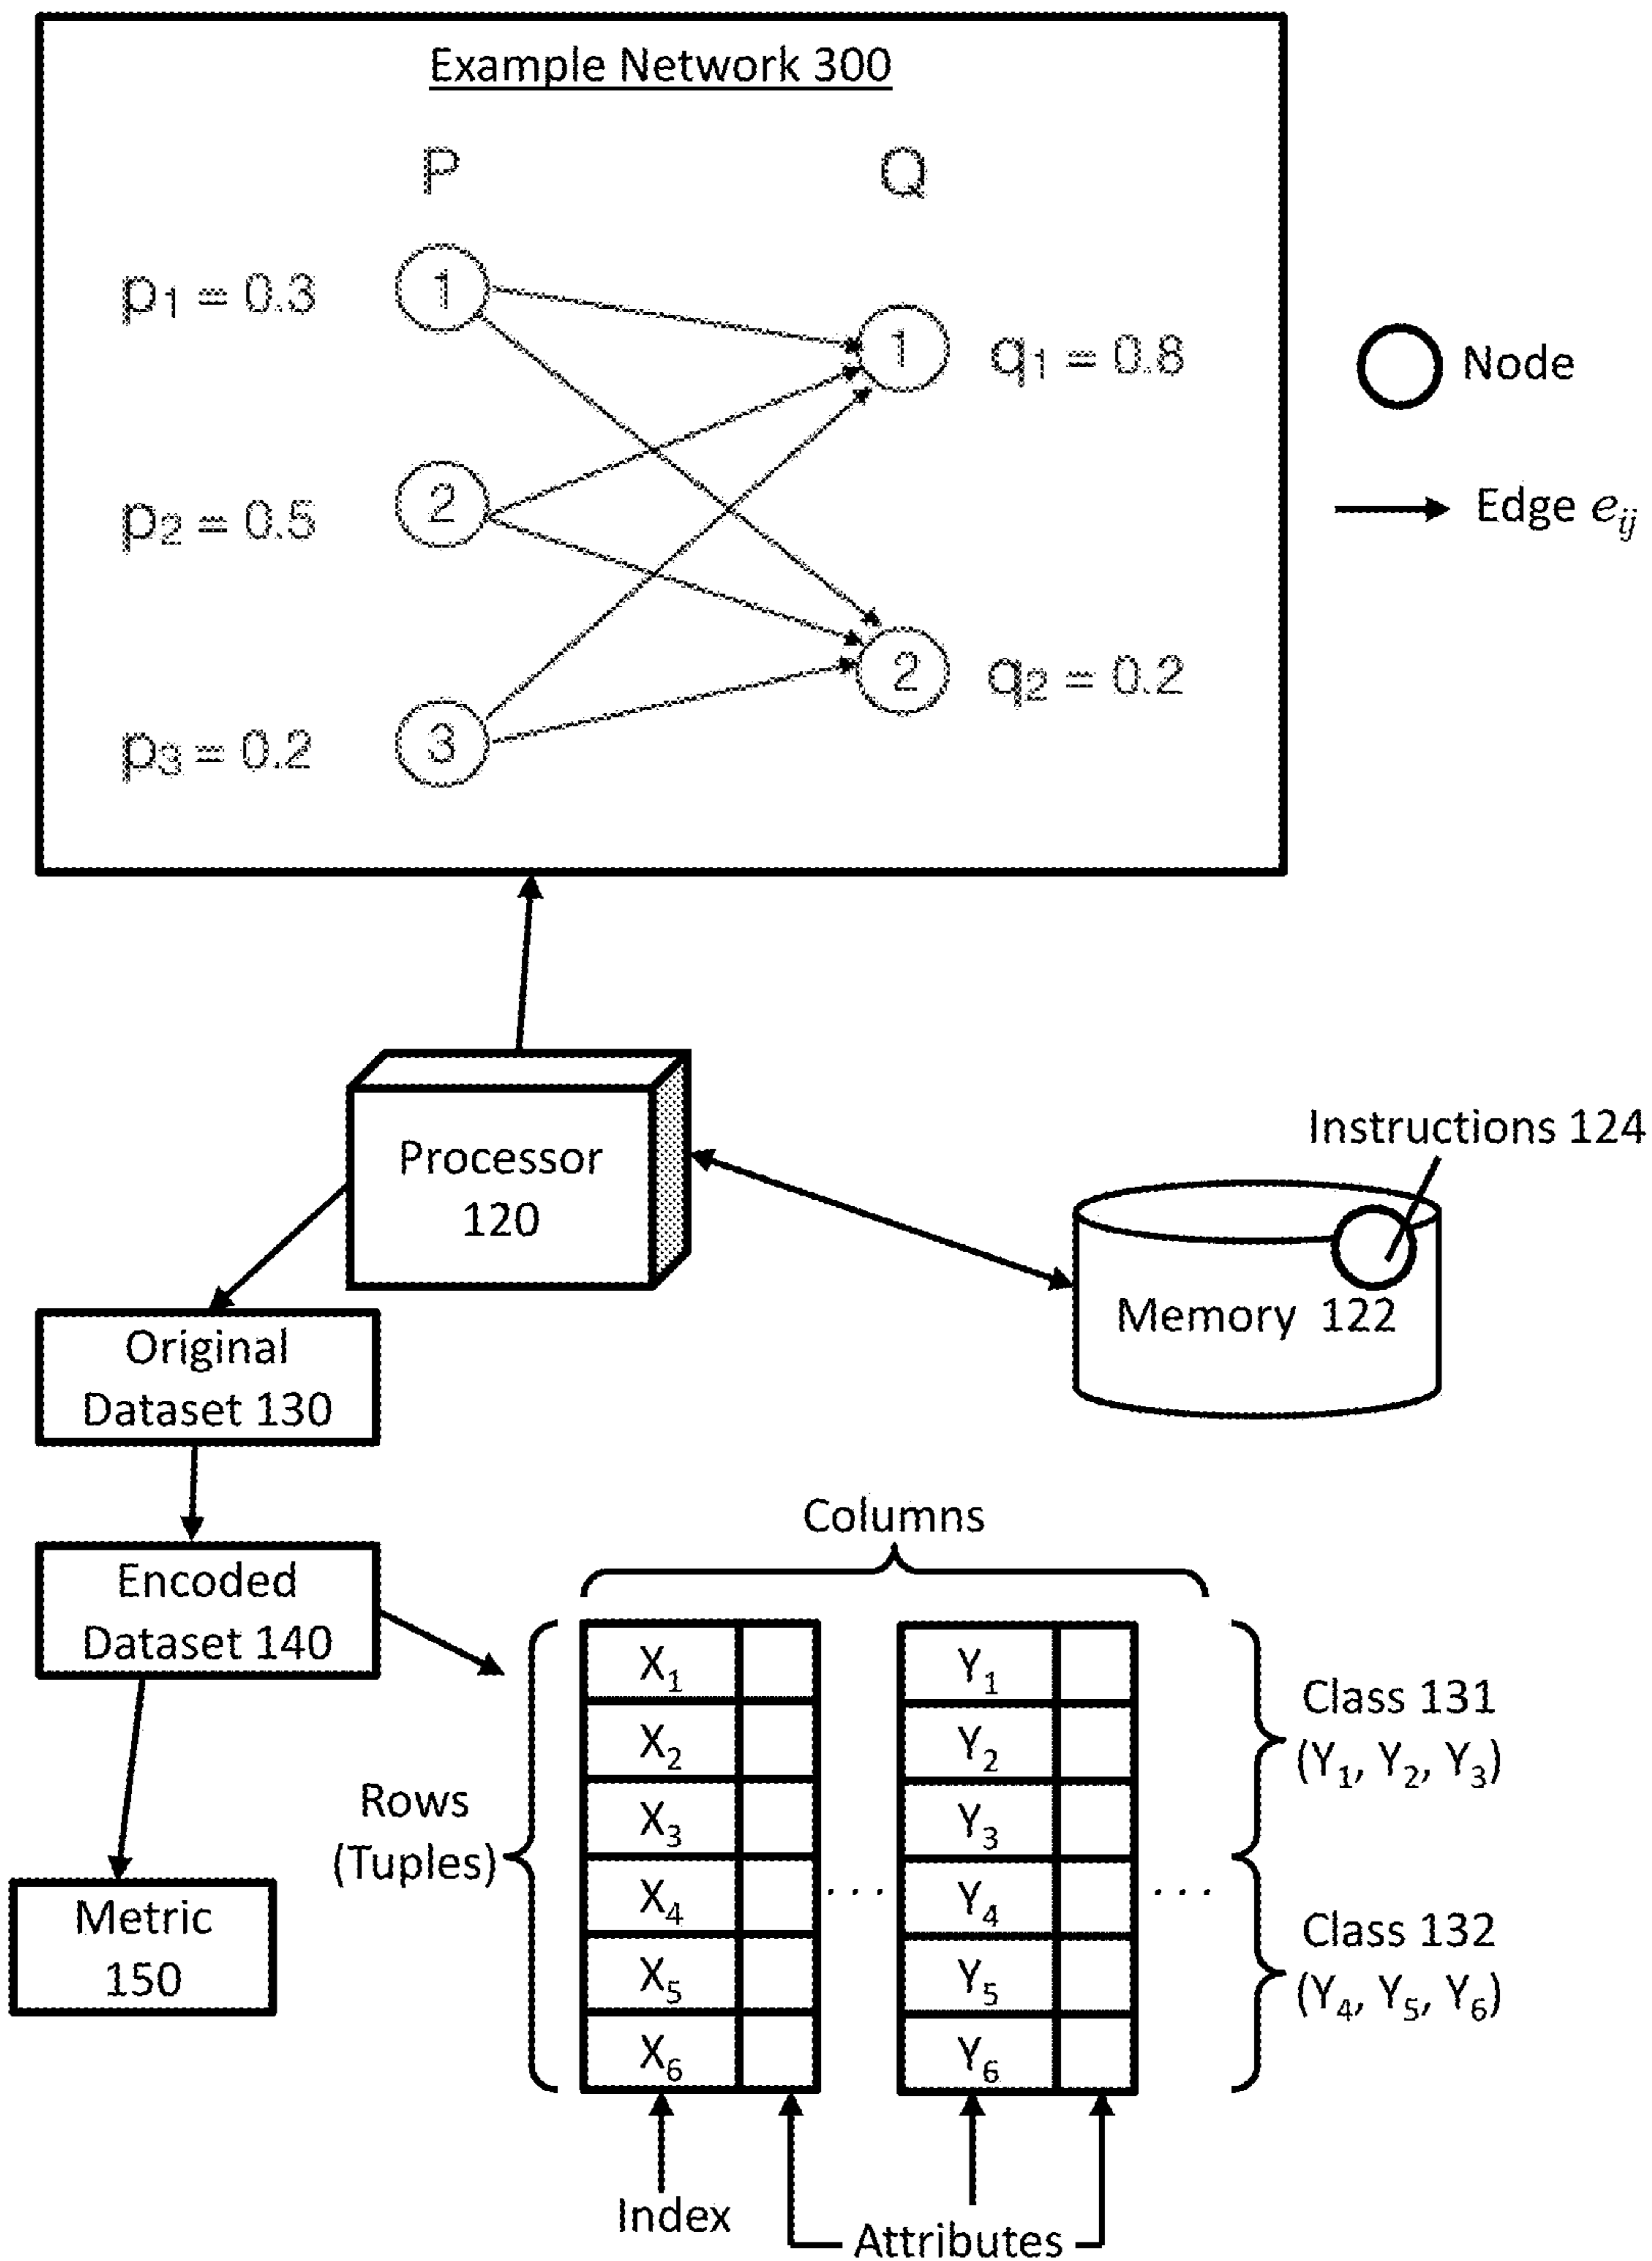 Example Network 300
P Q
p1 = 0.3
1
1
q1 = 0.8
Node
p2 = 0.5
2
Edge eij
2
q2 = 0.2
p3 = 0.2
3
Processor
120
Instructions 124
Memory 122
Original
Dataset 130
Columns
Encoded
Dataset 140
X1 Y1
X2 Y2
X3 Y3
X4 ... Y4 ...
X5 Y5
X6 Y6
Class 131
(Y1, Y2, Y3)
Rows
(Tuples)
Class 132
(Y4, Y5, Y6)
Metric
150
Index
Attributes